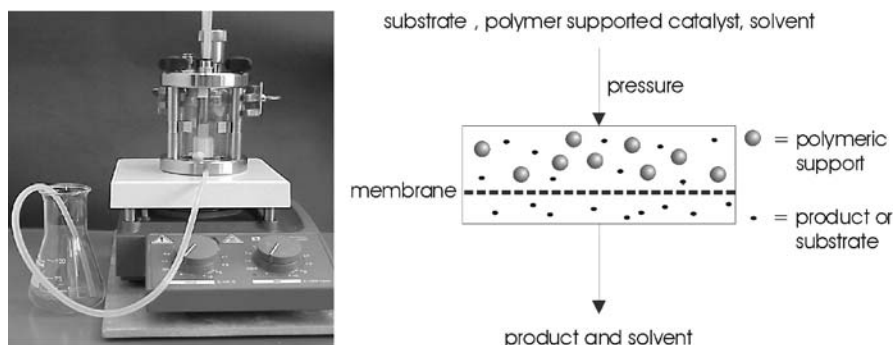 substrate , polymer supported catalyst, solvent
pressure
= polymeric
support
membrane
= product or
substrate
product and solvent